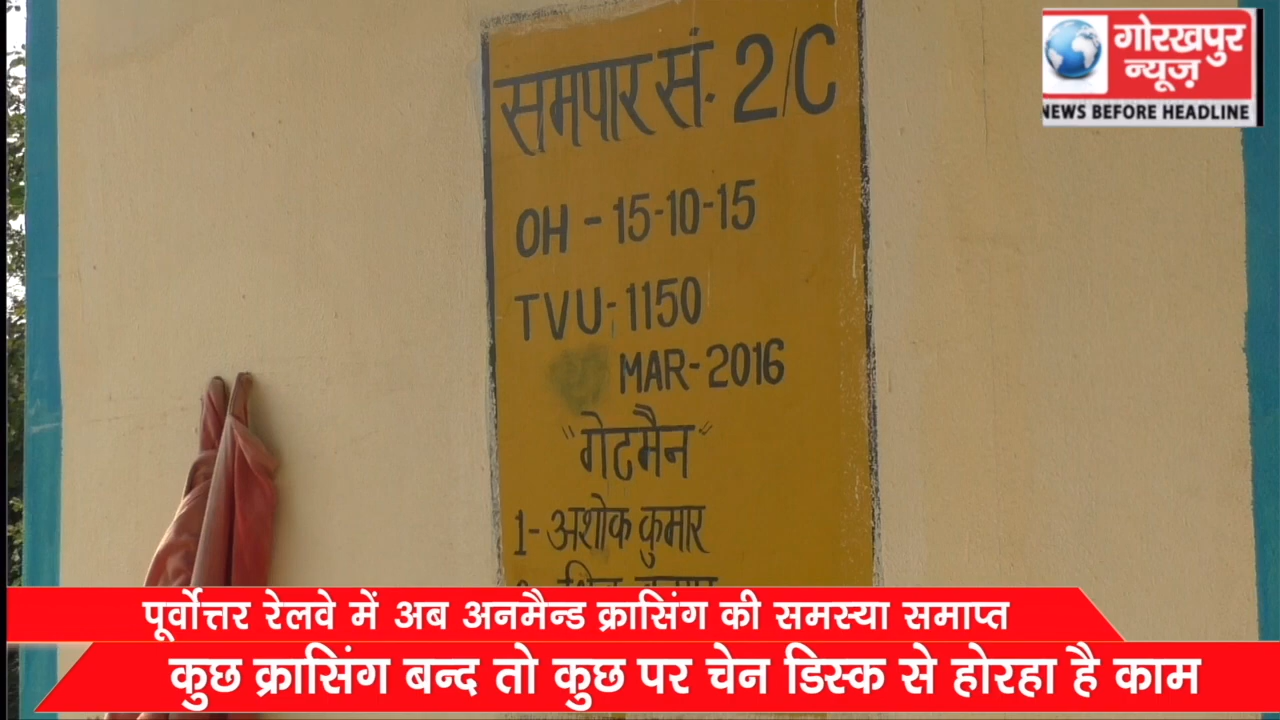 समपार सं. 2/C
OH - 15-10-15
TVU-1150
MAR-2016
"गेटमैन"
1- अशोक कुमार
गोरखपुर
न्यूज़
NEWS BEFORE HEADLINE
पूर्वोत्तर रेलवे में अब अनमैन्ड क्रासिंग की समस्या समाप्त
कुछ क्रासिंग बन्द तो कुछ पर चेन डिस्क से होरहा है काम